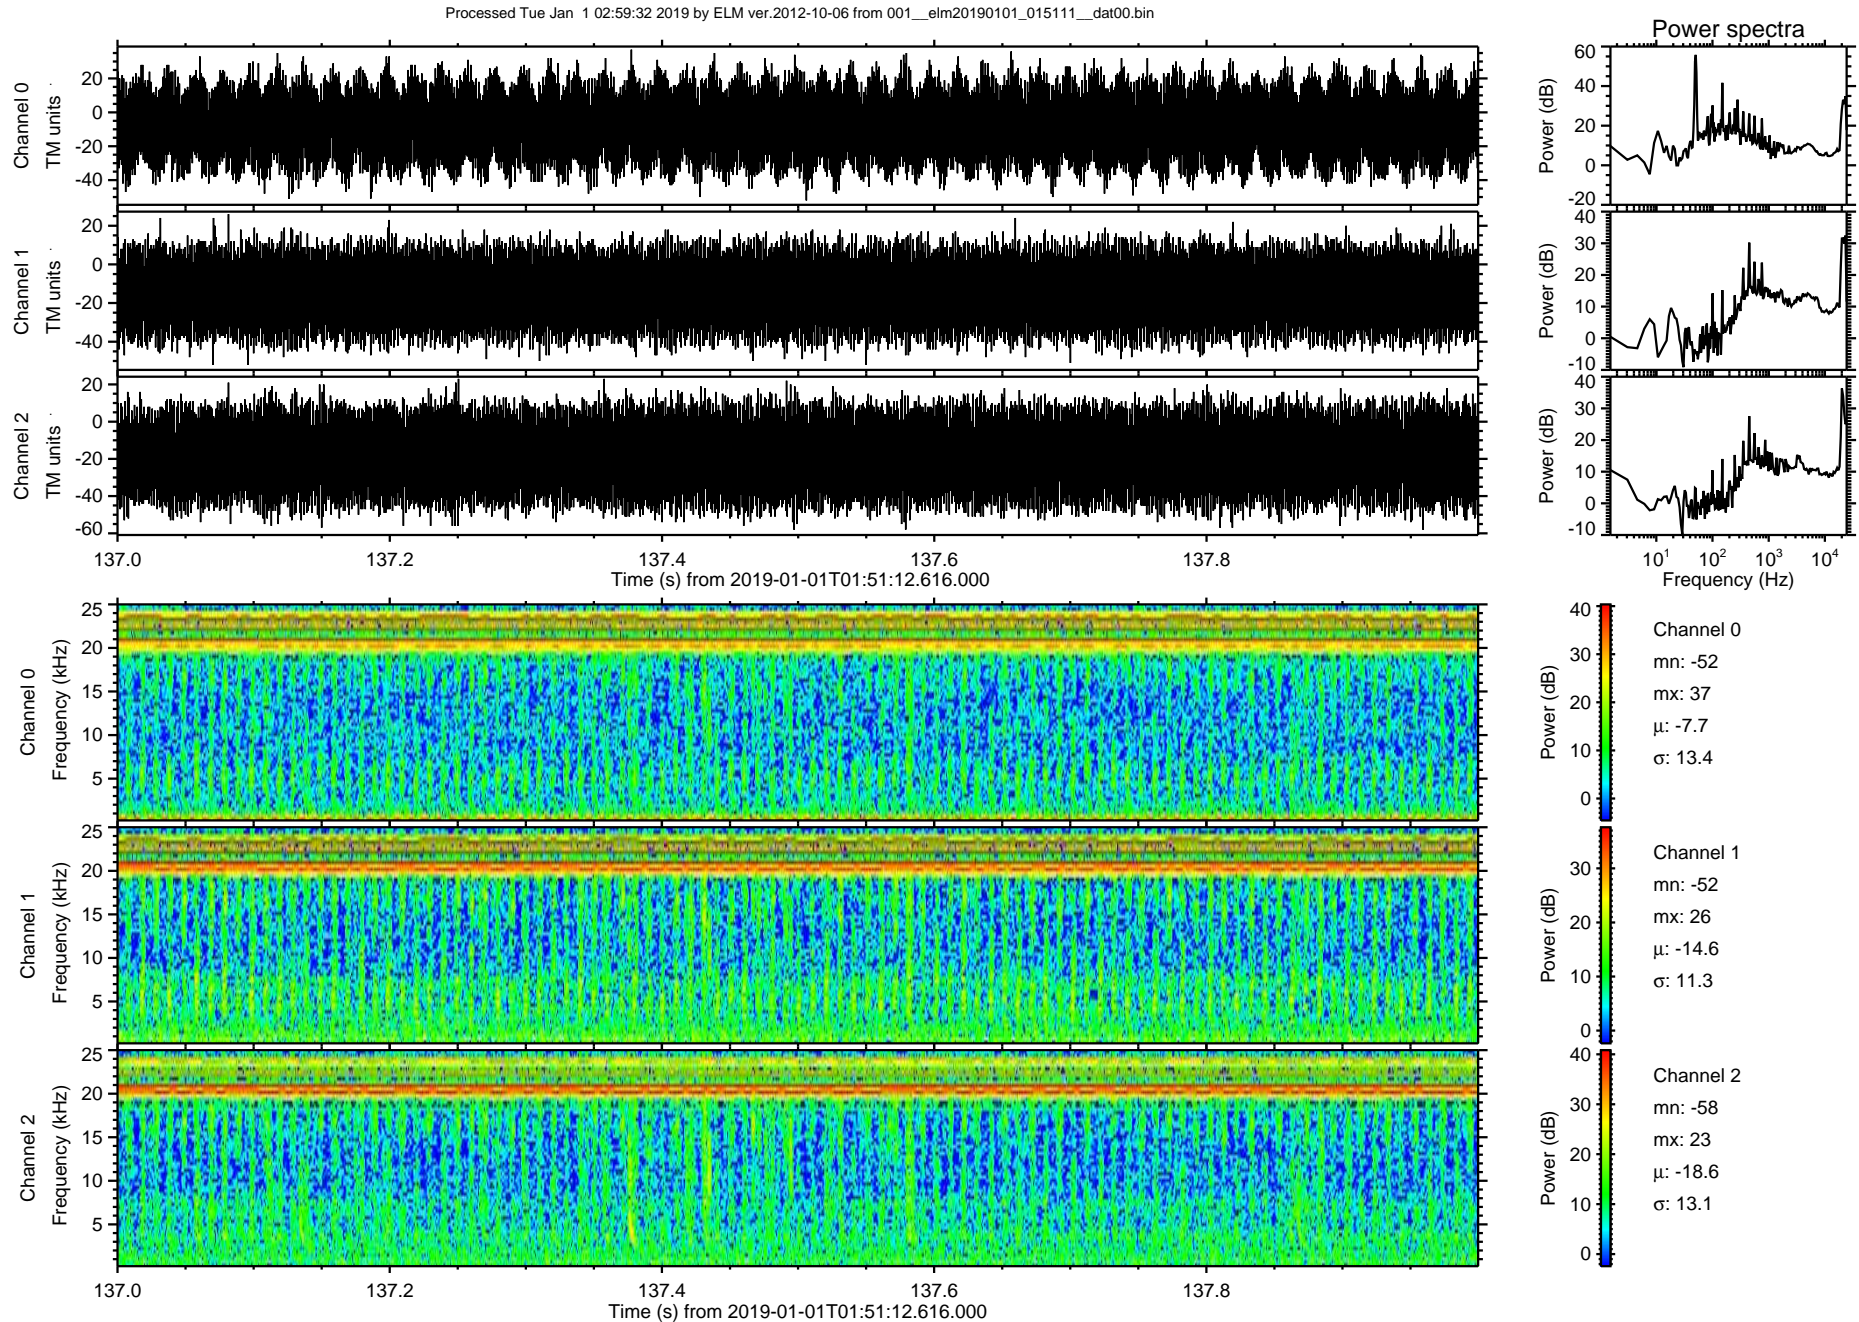 Processed Tue Jan  1 02:59:32 2019 by ELM ver.2012-10-06 from 001__elm20190101_015111__dat00.bin
Power spectra
Channel 0
TM units
20
0
-20
-40
Power (dB)
60
40
20
0
-20
Channel 1
TM units
20
0
-20
-40
Power (dB)
40
30
20
10
0
-10
Channel 2
TM units
20
0
-20
-40
-60
Power (dB)
40
30
20
10
0
-10
137.0 137.2 137.4 137.6 137.8
Time (s) from 2019-01-01T01:51:12.616.000
10^1 10^2 10^3 10^4
Frequency (Hz)
Channel 0
Frequency (kHz)
25
20
15
10
5
Power (dB)
40
30
20
10
0
Channel 0
mn: -52
mx: 37
μ: -7.7
σ: 13.4
Channel 1
Frequency (kHz)
25
20
15
10
5
Power (dB)
30
20
10
0
Channel 1
mn: -52
mx: 26
μ: -14.6
σ: 11.3
Channel 2
Frequency (kHz)
25
20
15
10
5
Power (dB)
40
30
20
10
0
Channel 2
mn: -58
mx: 23
μ: -18.6
σ: 13.1
137.0 137.2 137.4 137.6 137.8
Time (s) from 2019-01-01T01:51:12.616.000